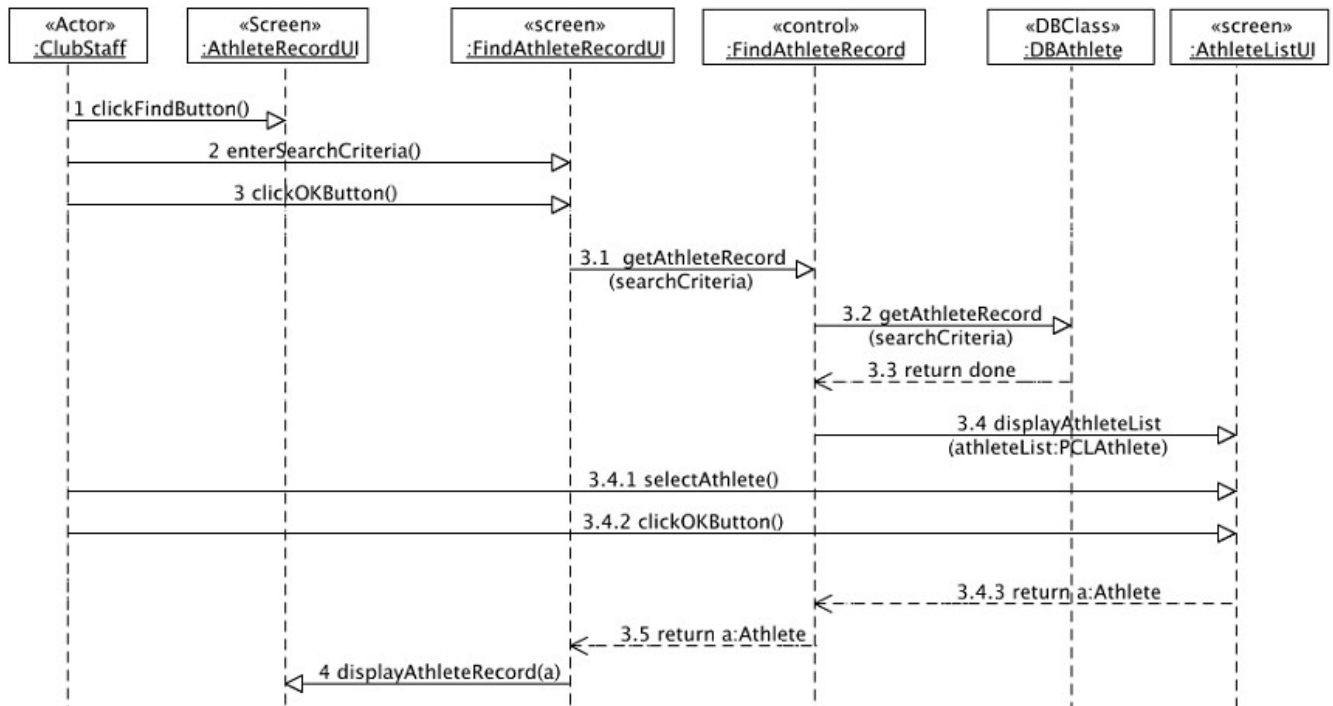 «Actor»
:ClubStaff
«Screen»
:AthleteRecordUI
«screen»
:FindAthleteRecordUI
«control»
:FindAthleteRecord
«DBClass»
:DBAthlete
«screen»
:AthleteListUI
1 clickFindButton()
2 enterSearchCriteria()
3 clickOKButton()
3.1 getAthleteRecord
(searchCriteria)
3.2 getAthleteRecord
(searchCriteria)
3.3 return done
3.4 displayAthleteList
(athleteList:PCLAthlete)
3.4.1 selectAthlete()
3.4.2 clickOKButton()
3.4.3 return a:Athlete
3.5 return a:Athlete
4 displayAthleteRecord(a)